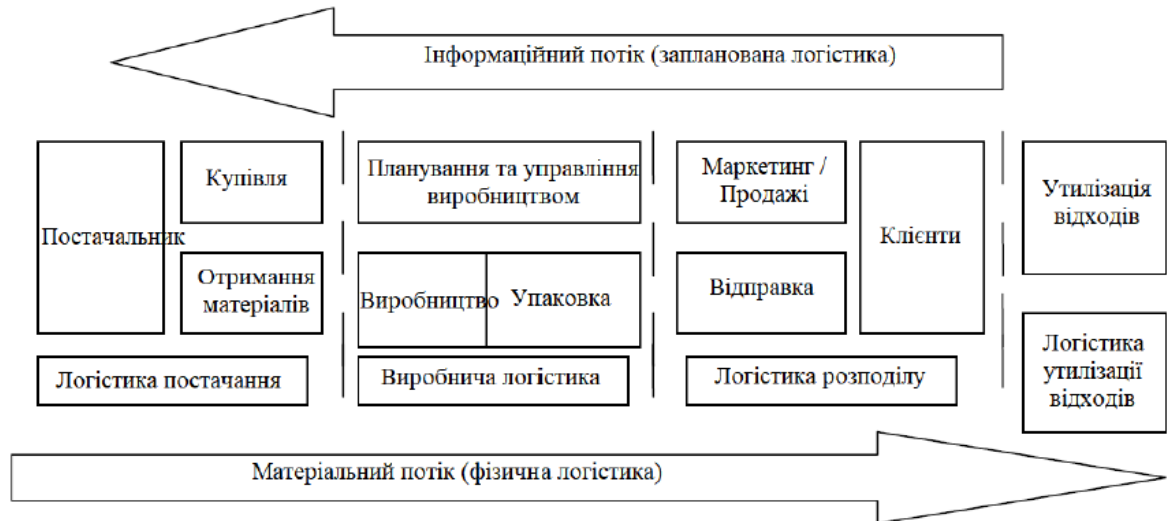 Інформаційний потік (запланована логістика)
Постачальник
Купівля
Отримання
матеріалів
Логістика постачання
Планування та управління
виробництвом
Виробництво
Упаковка
Виробнича логістика
Маркетинг /
Продажі
Відправка
Клієнти
Логістика розподілу
Утилізація
відходів
Логістика
утилізації
відходів
Матеріальний потік (фізична логістика)